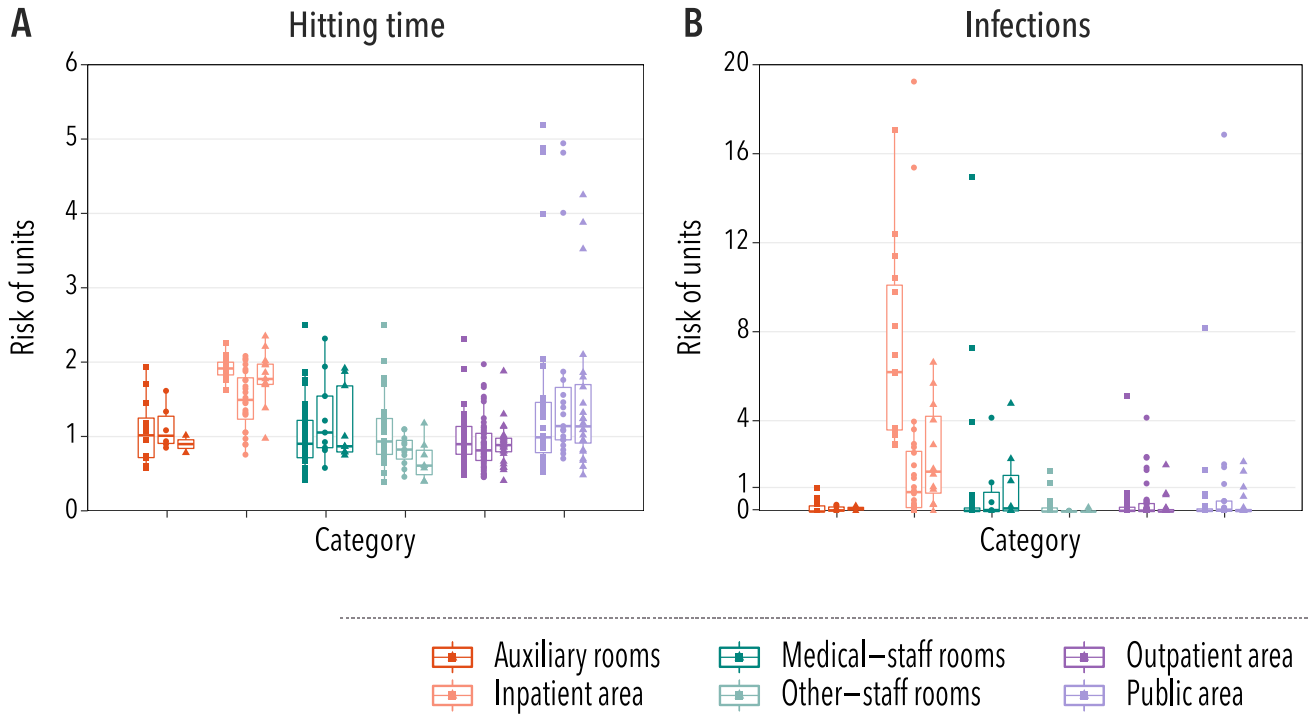 A
Hitting time
6
5
4
3
2
1
0
Risk of units
Category
B
Infections
20
16
12
8
4
1
0
Risk of units
Category
Auxiliary rooms
Medical–staff rooms
Outpatient area
Inpatient area
Other–staff rooms
Public area